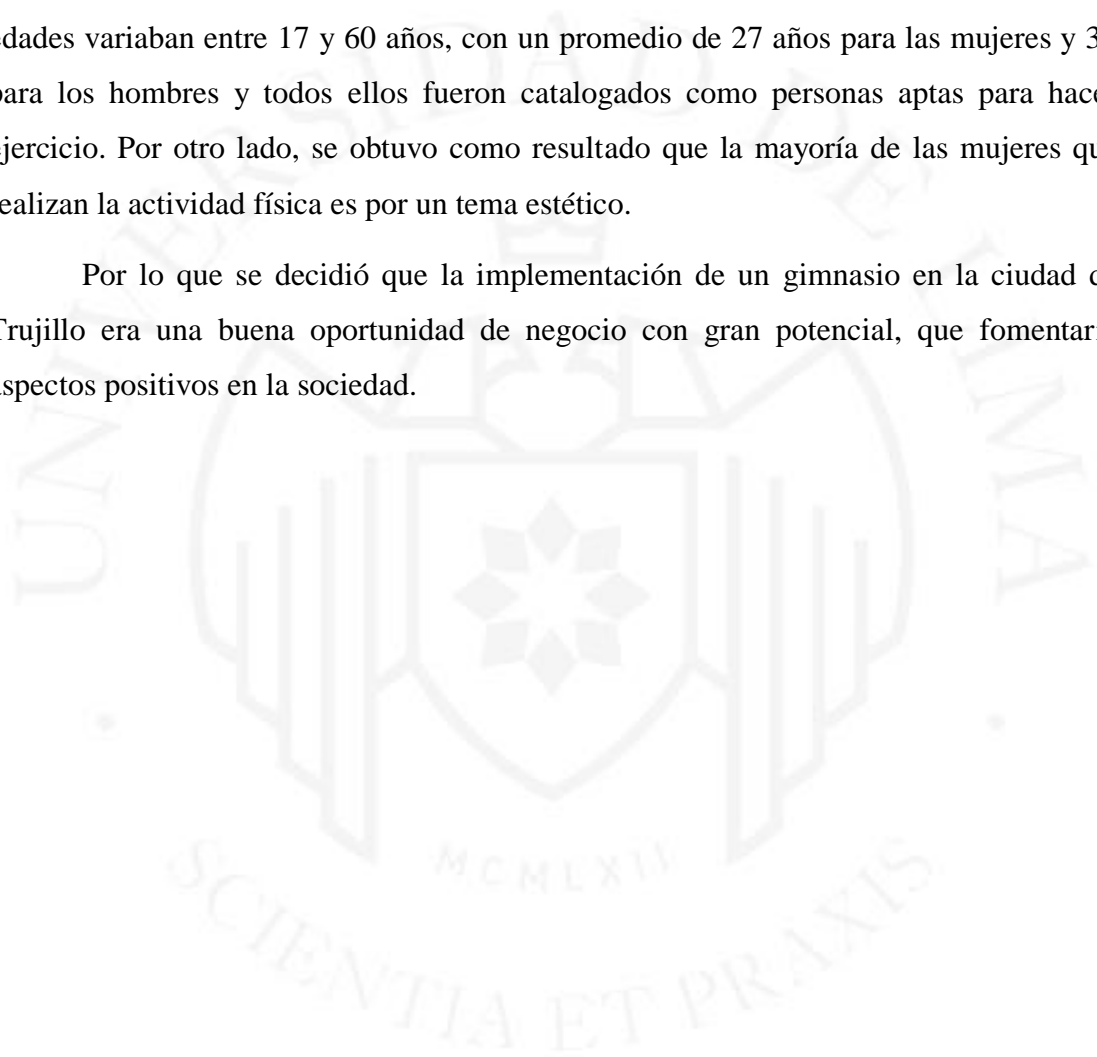 edades variaban entre 17 y 60 años, con un promedio de 27 años para las mujeres y 3
para los hombres y todos ellos fueron catalogados como personas aptas para hace
ejercicio. Por otro lado, se obtuvo como resultado que la mayoría de las mujeres qu
realizan la actividad física es por un tema estético.
Por lo que se decidió que la implementación de un gimnasio en la ciudad d
Trujillo era una buena oportunidad de negocio con gran potencial, que fomentarí
aspectos positivos en la sociedad.
UNIVERSIDAD DE LIMA
MCMLXII
SCIENTIA ET PRAXIS